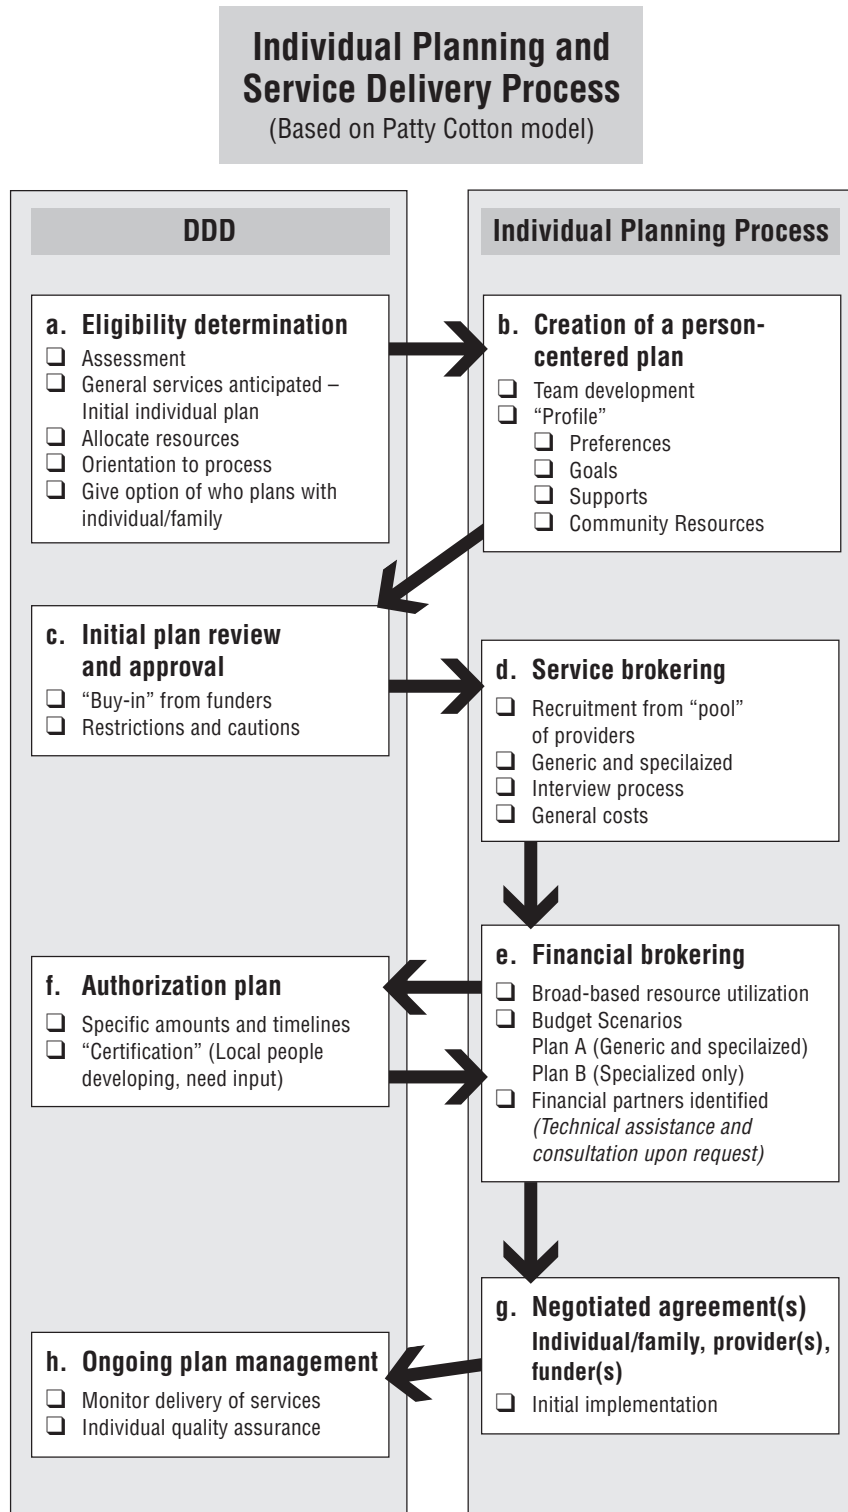 Individual Planning and
Service Delivery Process
(Based on Patty Cotton model)
DDD
Individual Planning Process
a. Eligibility determination
❑ Assessment
❑ General services anticipated –
Initial individual plan
❑ Allocate resources
❑ Orientation to process
❑ Give option of who plans with
individual/family
b. Creation of a person-
centered plan
❑ Team development
❑ “Profile”
❑ Preferences
❑ Goals
❑ Supports
❑ Community Resources
c. Initial plan review
and approval
❑ “Buy-in” from funders
❑ Restrictions and cautions
d. Service brokering
❑ Recruitment from “pool”
of providers
❑ Generic and specilaized
❑ Interview process
❑ General costs
e. Financial brokering
❑ Broad-based resource utilization
❑ Budget Scenarios
Plan A (Generic and specilaized)
Plan B (Specialized only)
❑ Financial partners identified
(Technical assistance and
consultation upon request)
f. Authorization plan
❑ Specific amounts and timelines
❑ “Certification” (Local people
developing, need input)
g. Negotiated agreement(s)
Individual/family, provider(s),
funder(s)
❑ Initial implementation
h. Ongoing plan management
❑ Monitor delivery of services
❑ Individual quality assurance